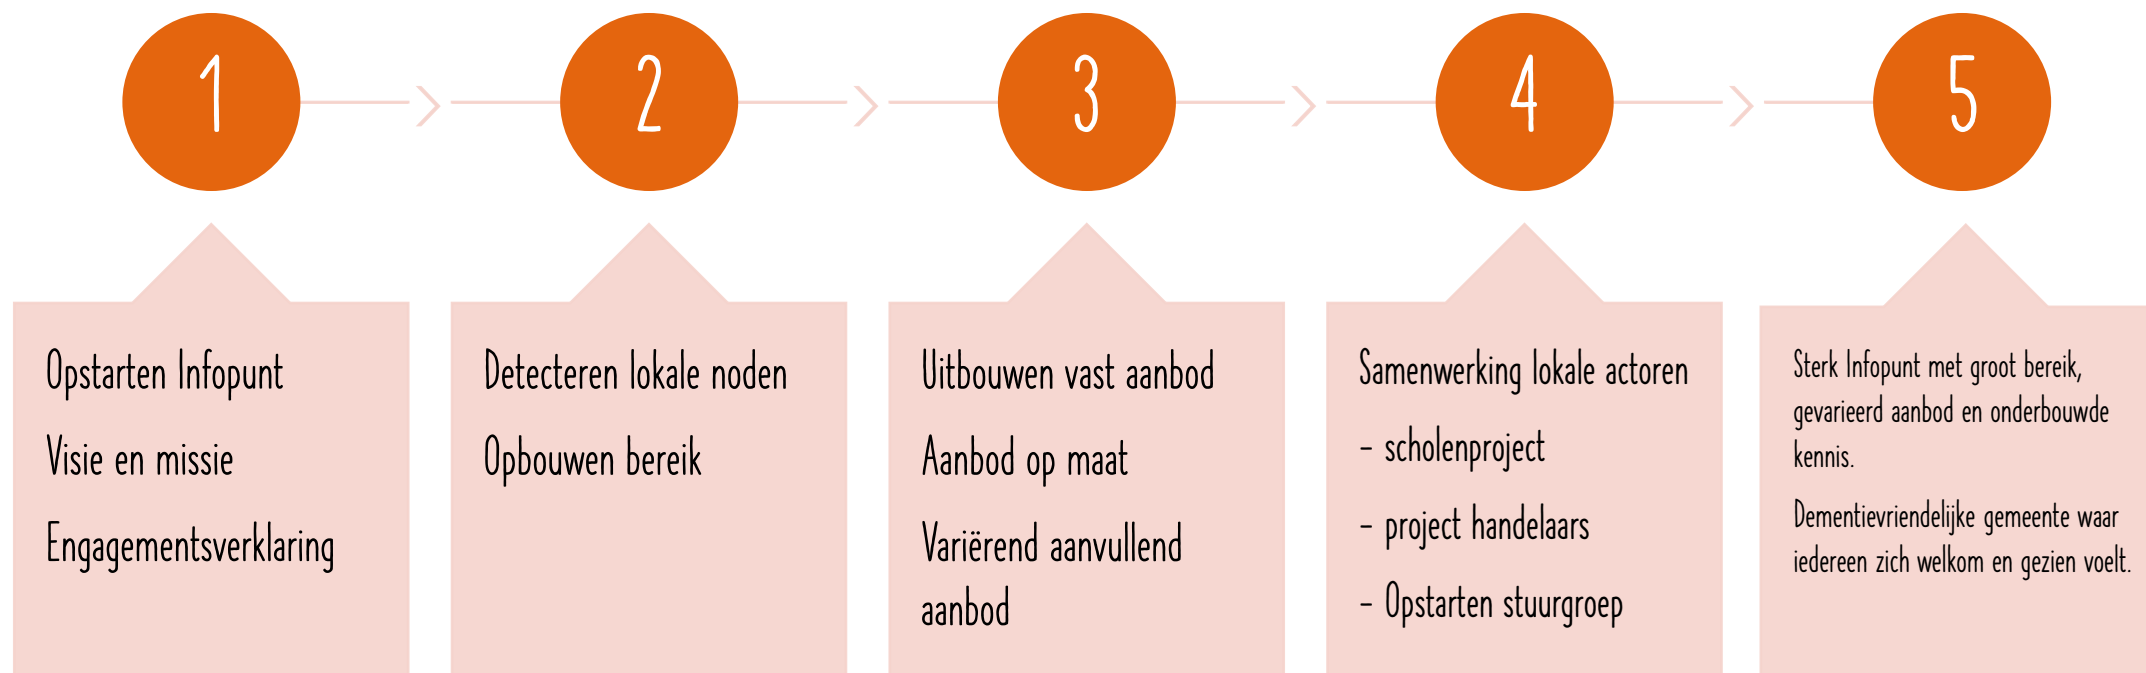 1
2
3
4
5
Opstarten Infopunt
Visie en missie
Engagementsverklaring
Detecteren lokale noden
Opbouwen bereik
Uitbouwen vast aanbod
Aanbod op maat
Variërend aanvullend
aanbod
Samenwerking lokale actoren
- scholenproject
- project handelaars
- Opstarten stuurgroep
Sterk Infopunt met groot bereik,
gevarieerd aanbod en onderbouwde
kennis.
Dementievriendelijke gemeente waar
iedereen zich welkom en gezien voelt.